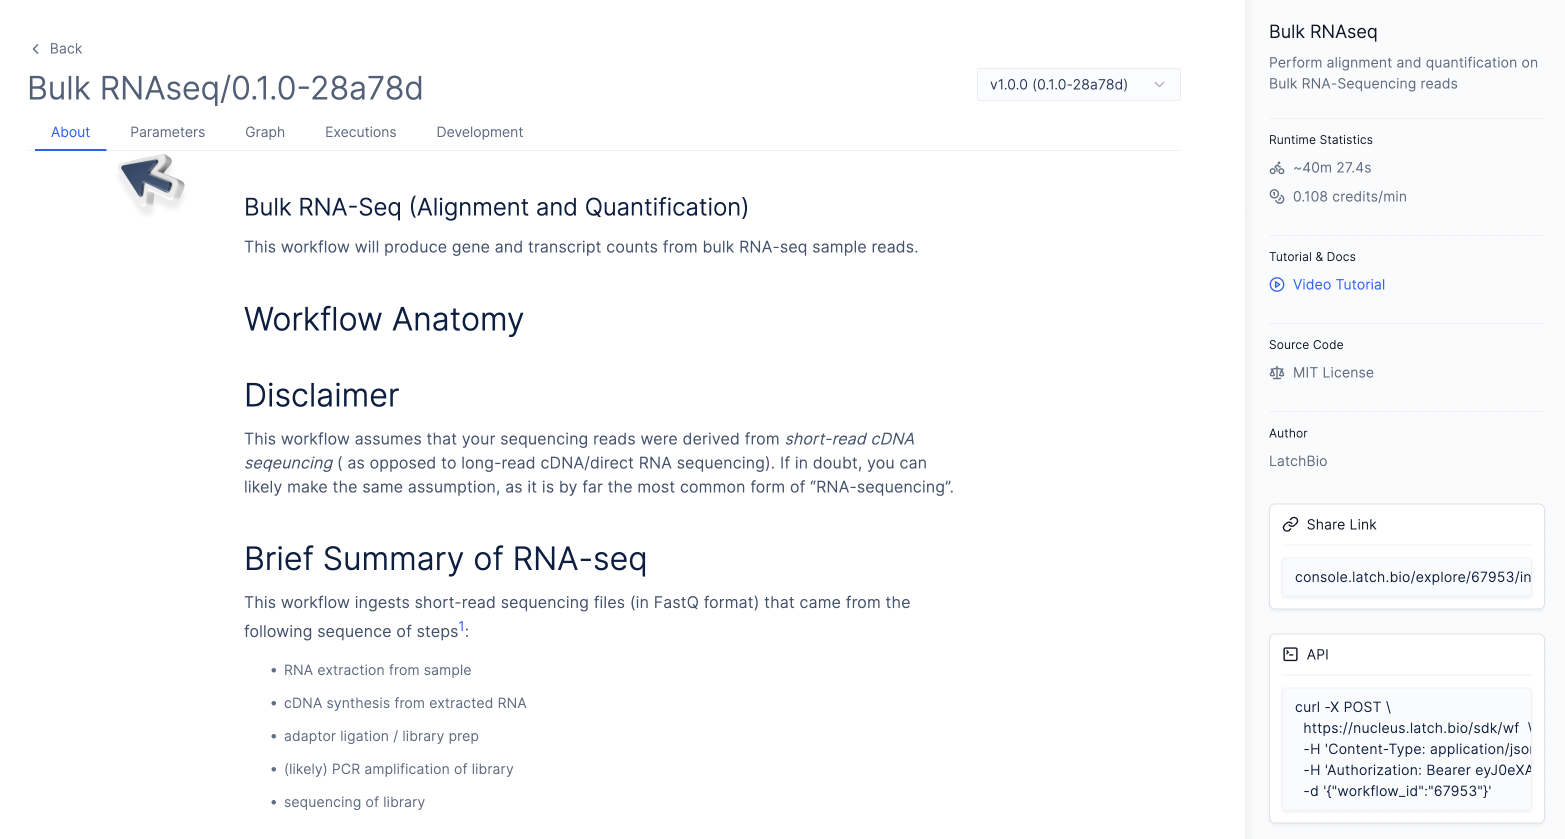 Back
Bulk RNAseq/0.1.0-28a78d
v1.0.0 (0.1.0-28a78d)
About Parameters Graph Executions Development
Bulk RNA-Seq (Alignment and Quantification)
This workflow will produce gene and transcript counts from bulk RNA-seq sample reads.
Workflow Anatomy
Disclaimer
This workflow assumes that your sequencing reads were derived from short-read cDNA
seqeuncing ( as opposed to long-read cDNA/direct RNA sequencing). If in doubt, you can
likely make the same assumption, as it is by far the most common form of “RNA-sequencing”.
Brief Summary of RNA-seq
This workflow ingests short-read sequencing files (in FastQ format) that came from the
following sequence of steps1:
• RNA extraction from sample
• cDNA synthesis from extracted RNA
• adaptor ligation / library prep
• (likely) PCR amplification of library
• sequencing of library
Bulk RNAseq
Perform alignment and quantification on
Bulk RNA-Sequencing reads
Runtime Statistics
~40m 27.4s
0.108 credits/min
Tutorial & Docs
Video Tutorial
Source Code
MIT License
Author
LatchBio
Share Link
console.latch.bio/explore/67953/in
API
curl -X POST \
https://nucleus.latch.bio/sdk/wf \
-H 'Content-Type: application/jso
-H 'Authorization: Bearer eyJ0eXA
-d '{"workflow_id":"67953"}'